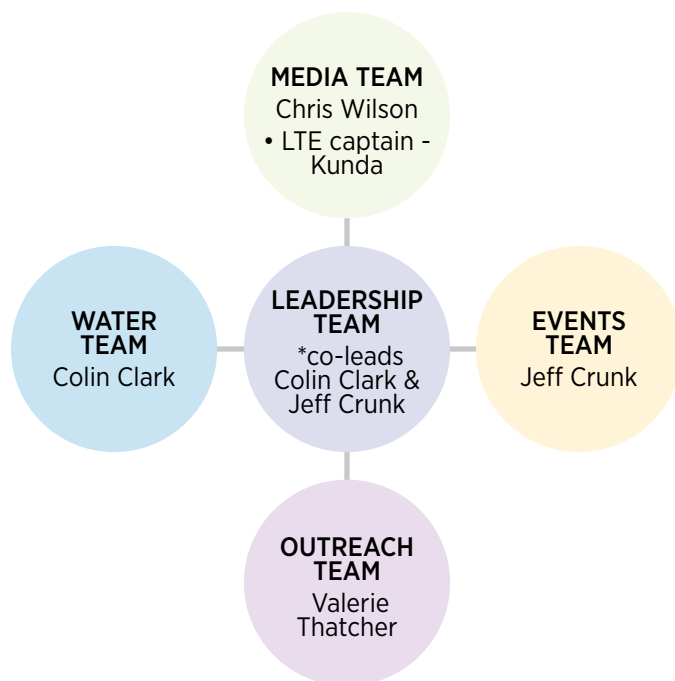 MEDIA TEAM
Chris Wilson
• LTE captain -
Kunda
WATER
TEAM
Colin Clark
LEADERSHIP
TEAM
*co-leads
Colin Clark &
Jeff Crunk
EVENTS
TEAM
Jeff Crunk
OUTREACH
TEAM
Valerie
Thatcher